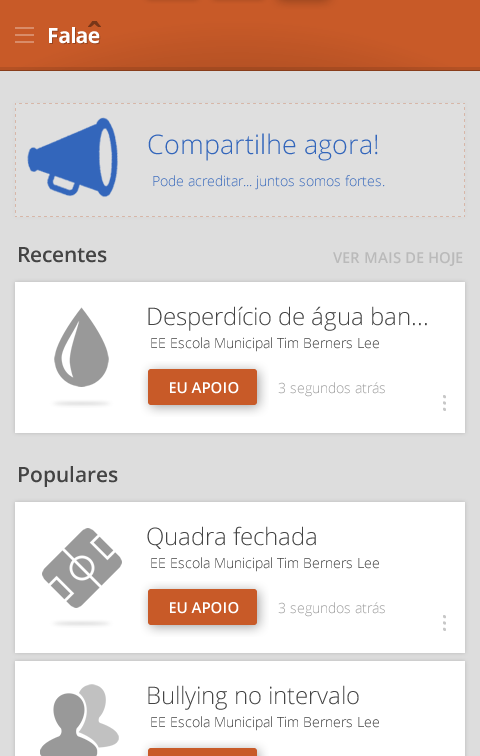 Falaê
Compartilhe agora!
Pode acreditar... juntos somos fortes.
Recentes
VER MAIS DE HOJE
Desperdício de água ban...
EE Escola Municipal Tim Berners Lee
EU APOIO
3 segundos atrás
Populares
Quadra fechada
EE Escola Municipal Tim Berners Lee
EU APOIO
3 segundos atrás
Bullying no intervalo
EE Escola Municipal Tim Berners Lee